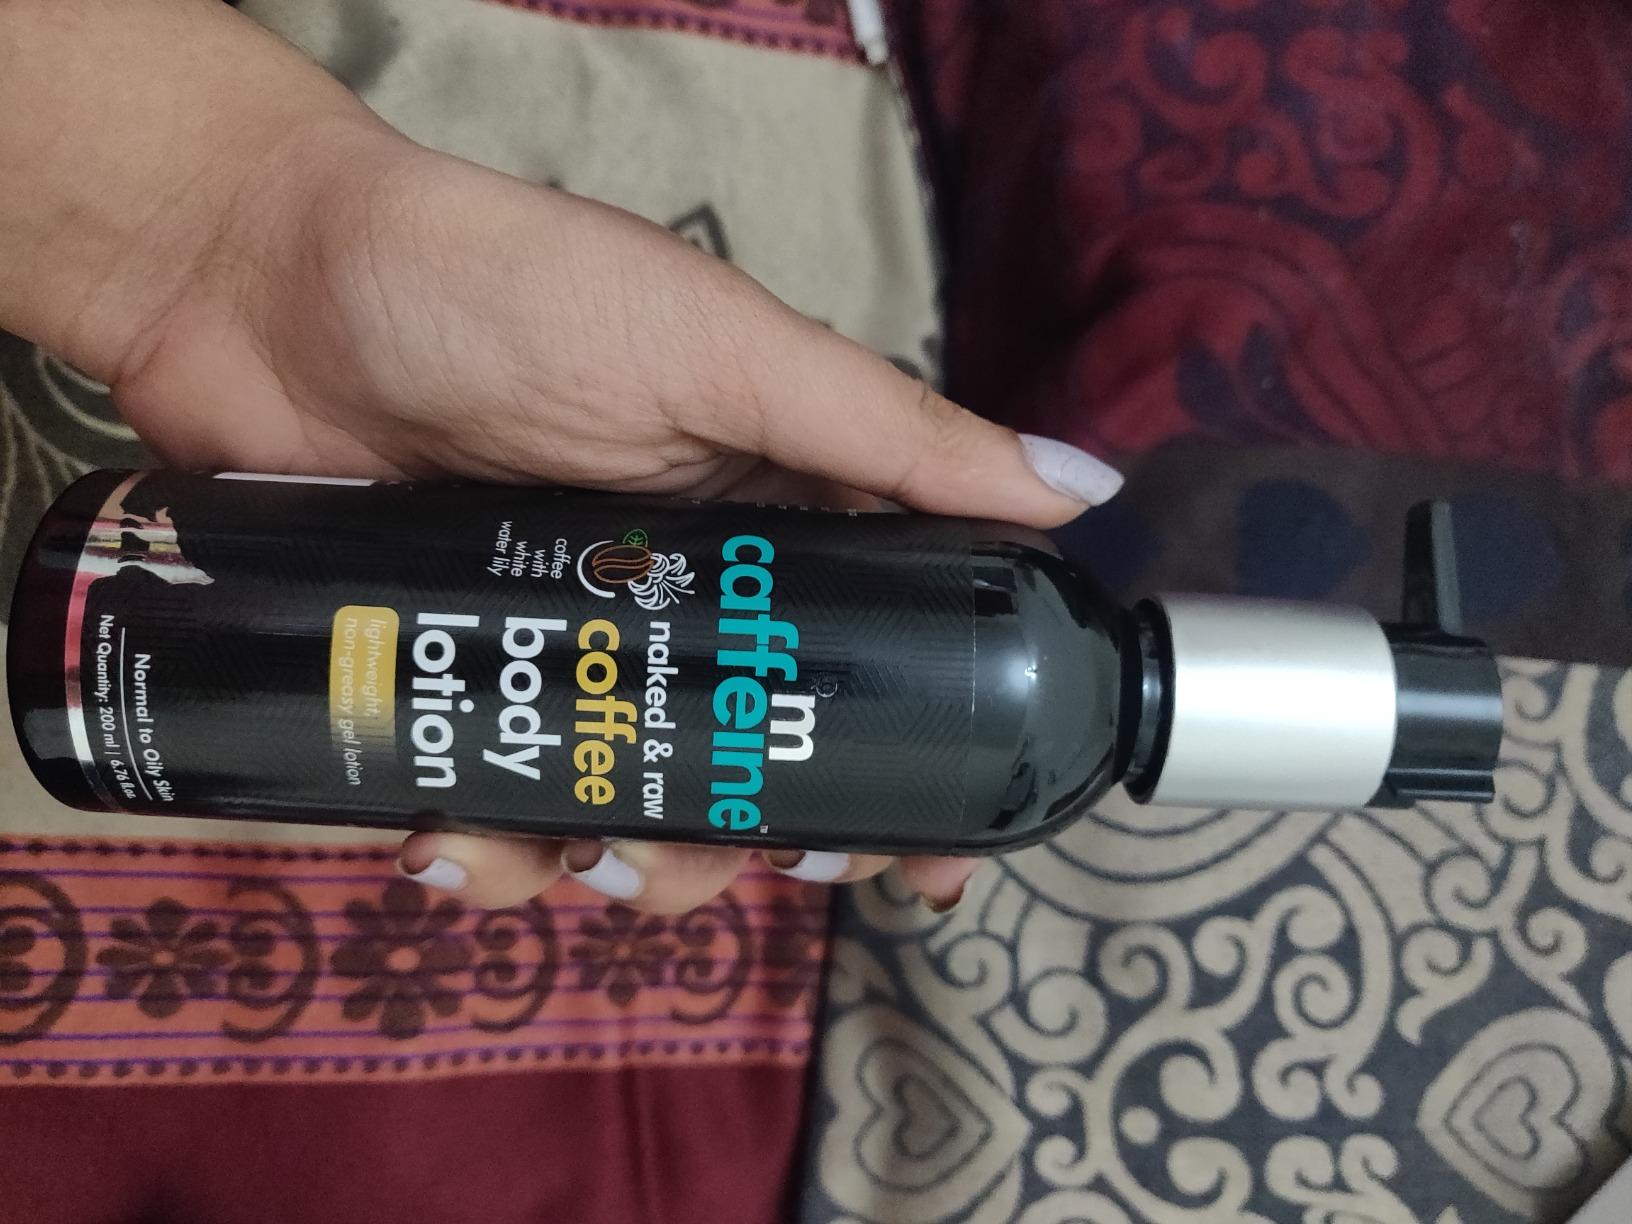 m
caffeine™
naked & raw
coffee
body
lotion
coffee
with
white
water lily
lightweight,
non-greasy gel lotion
Normal to Oily Skin
Net Quantity: 200 ml | 6.76 fl.oz.